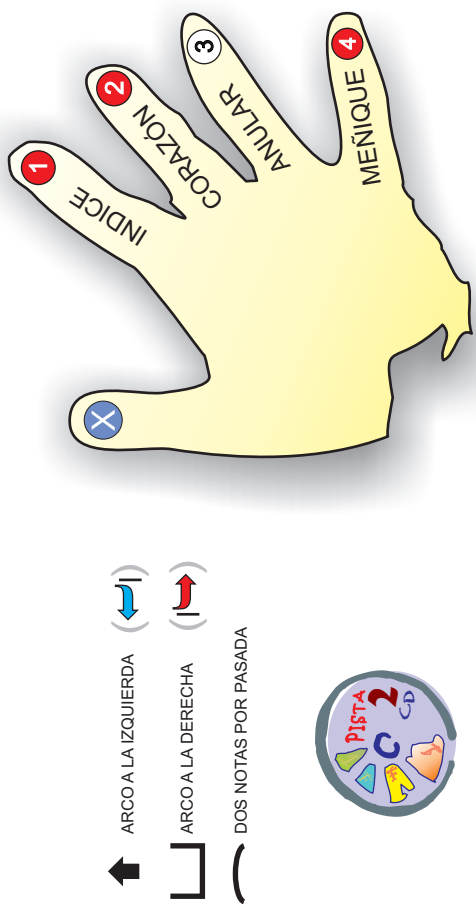 ARCO A LA IZQUIERDA
ARCO A LA DERECHA
DOS NOTAS POR PASADA
PISTA
C 2
CD
X
INDICE 1
CORAZÓN 2
ANULAR 3
MEÑIQUE 4